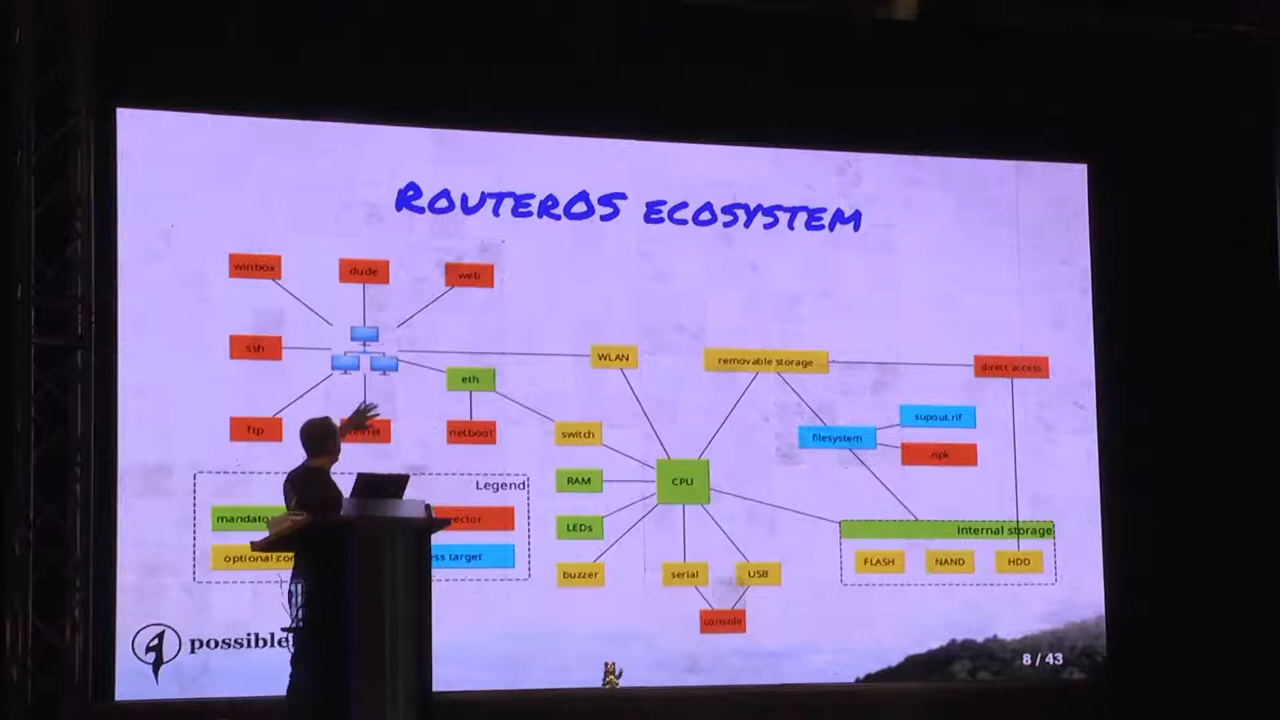 ROUTEROS ECOSYSTEM
winbox
dude
web
ssh
WLAN
removable storage
direct access
eth
supout.rif
ftp
netboot
switch
filesystem
.npk
RAM
CPU
Legend
LEDs
Internal storage
buzzer
serial
USB
FLASH
NAND
HDD
console
target
possible
8 / 43